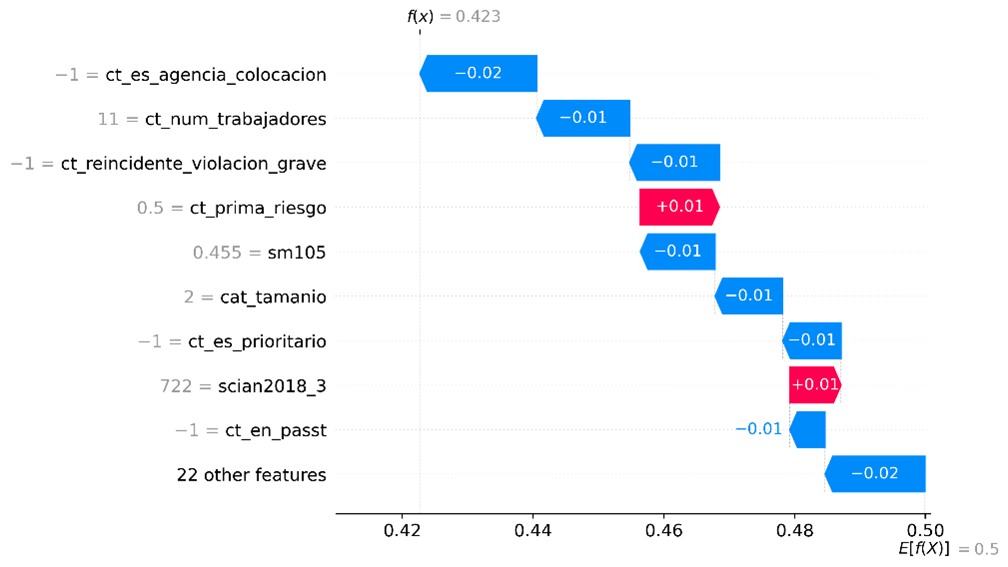 f(x) = 0.423
−1 = ct_es_agencia_colocacion
−0.02
11 = ct_num_trabajadores
−0.01
−1 = ct_reincidente_violacion_grave
−0.01
0.5 = ct_prima_riesgo
+0.01
0.455 = sm105
−0.01
2 = cat_tamanio
−0.01
−1 = ct_es_prioritario
−0.01
722 = scian2018_3
+0.01
−1 = ct_en_passt
−0.01
22 other features
−0.02
0.42 0.44 0.46 0.48 0.50
E[f(X)] = 0.5